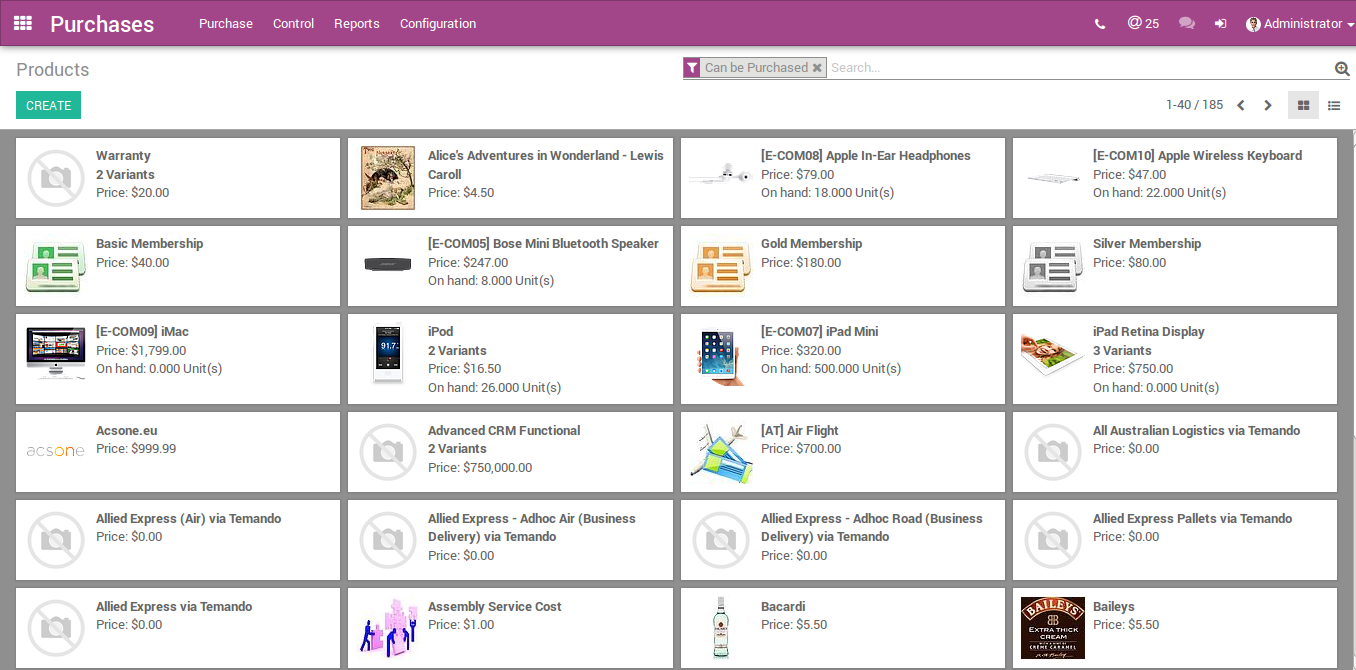 Purchases
Purchase Control Reports Configuration
@ 25
Administrator
Products
Can be Purchased ✖ Search...
CREATE
1-40 / 185
Warranty
2 Variants
Price: $20.00
Alice's Adventures in Wonderland - Lewis
Caroll
Price: $4.50
[E-COM08] Apple In-Ear Headphones
Price: $79.00
On hand: 18.000 Unit(s)
[E-COM10] Apple Wireless Keyboard
Price: $47.00
On hand: 22.000 Unit(s)
Basic Membership
Price: $40.00
[E-COM05] Bose Mini Bluetooth Speaker
Price: $247.00
On hand: 8.000 Unit(s)
Gold Membership
Price: $180.00
Silver Membership
Price: $80.00
[E-COM09] iMac
Price: $1,799.00
On hand: 0.000 Unit(s)
91.7
iPod
2 Variants
Price: $16.50
On hand: 26.000 Unit(s)
[E-COM07] iPad Mini
Price: $320.00
On hand: 500.000 Unit(s)
iPad Retina Display
3 Variants
Price: $750.00
On hand: 0.000 Unit(s)
acsone
Acsone.eu
Price: $999.99
Advanced CRM Functional
2 Variants
Price: $750,000.00
[AT] Air Flight
Price: $700.00
All Australian Logistics via Temando
Price: $0.00
Allied Express (Air) via Temando
Price: $0.00
Allied Express - Adhoc Air (Business
Delivery) via Temando
Price: $0.00
Allied Express - Adhoc Road (Business
Delivery) via Temando
Price: $0.00
Allied Express Pallets via Temando
Price: $0.00
Allied Express via Temando
Price: $0.00
Assembly Service Cost
Price: $1.00
Bacardi
Price: $5.50
BAILEYS
EXTRA THICK
CREAM
CRÈME CARAMEL
Baileys
Price: $5.50